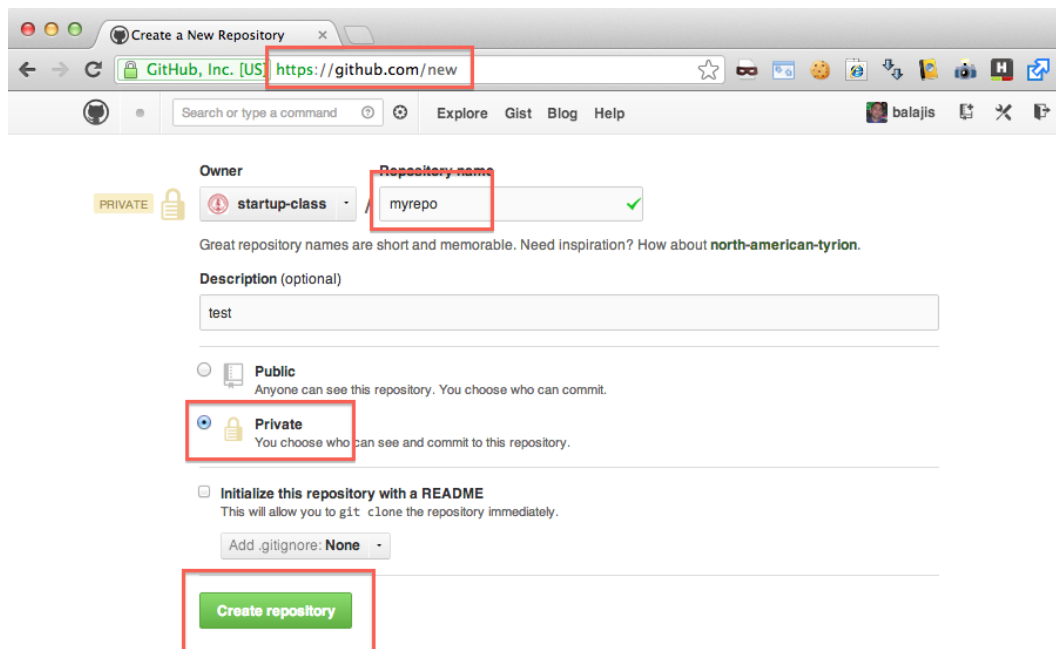 Create a New Repository
GitHub, Inc. [US] https://github.com/new
Search or type a command Explore Gist Blog Help balajis
Owner Repository name
PRIVATE startup-class / myrepo
Great repository names are short and memorable. Need inspiration? How about north-american-tyrion.
Description (optional)
test
Public
Anyone can see this repository. You choose who can commit.
Private
You choose who can see and commit to this repository.
Initialize this repository with a README
This will allow you to git clone the repository immediately.
Add .gitignore: None
Create repository